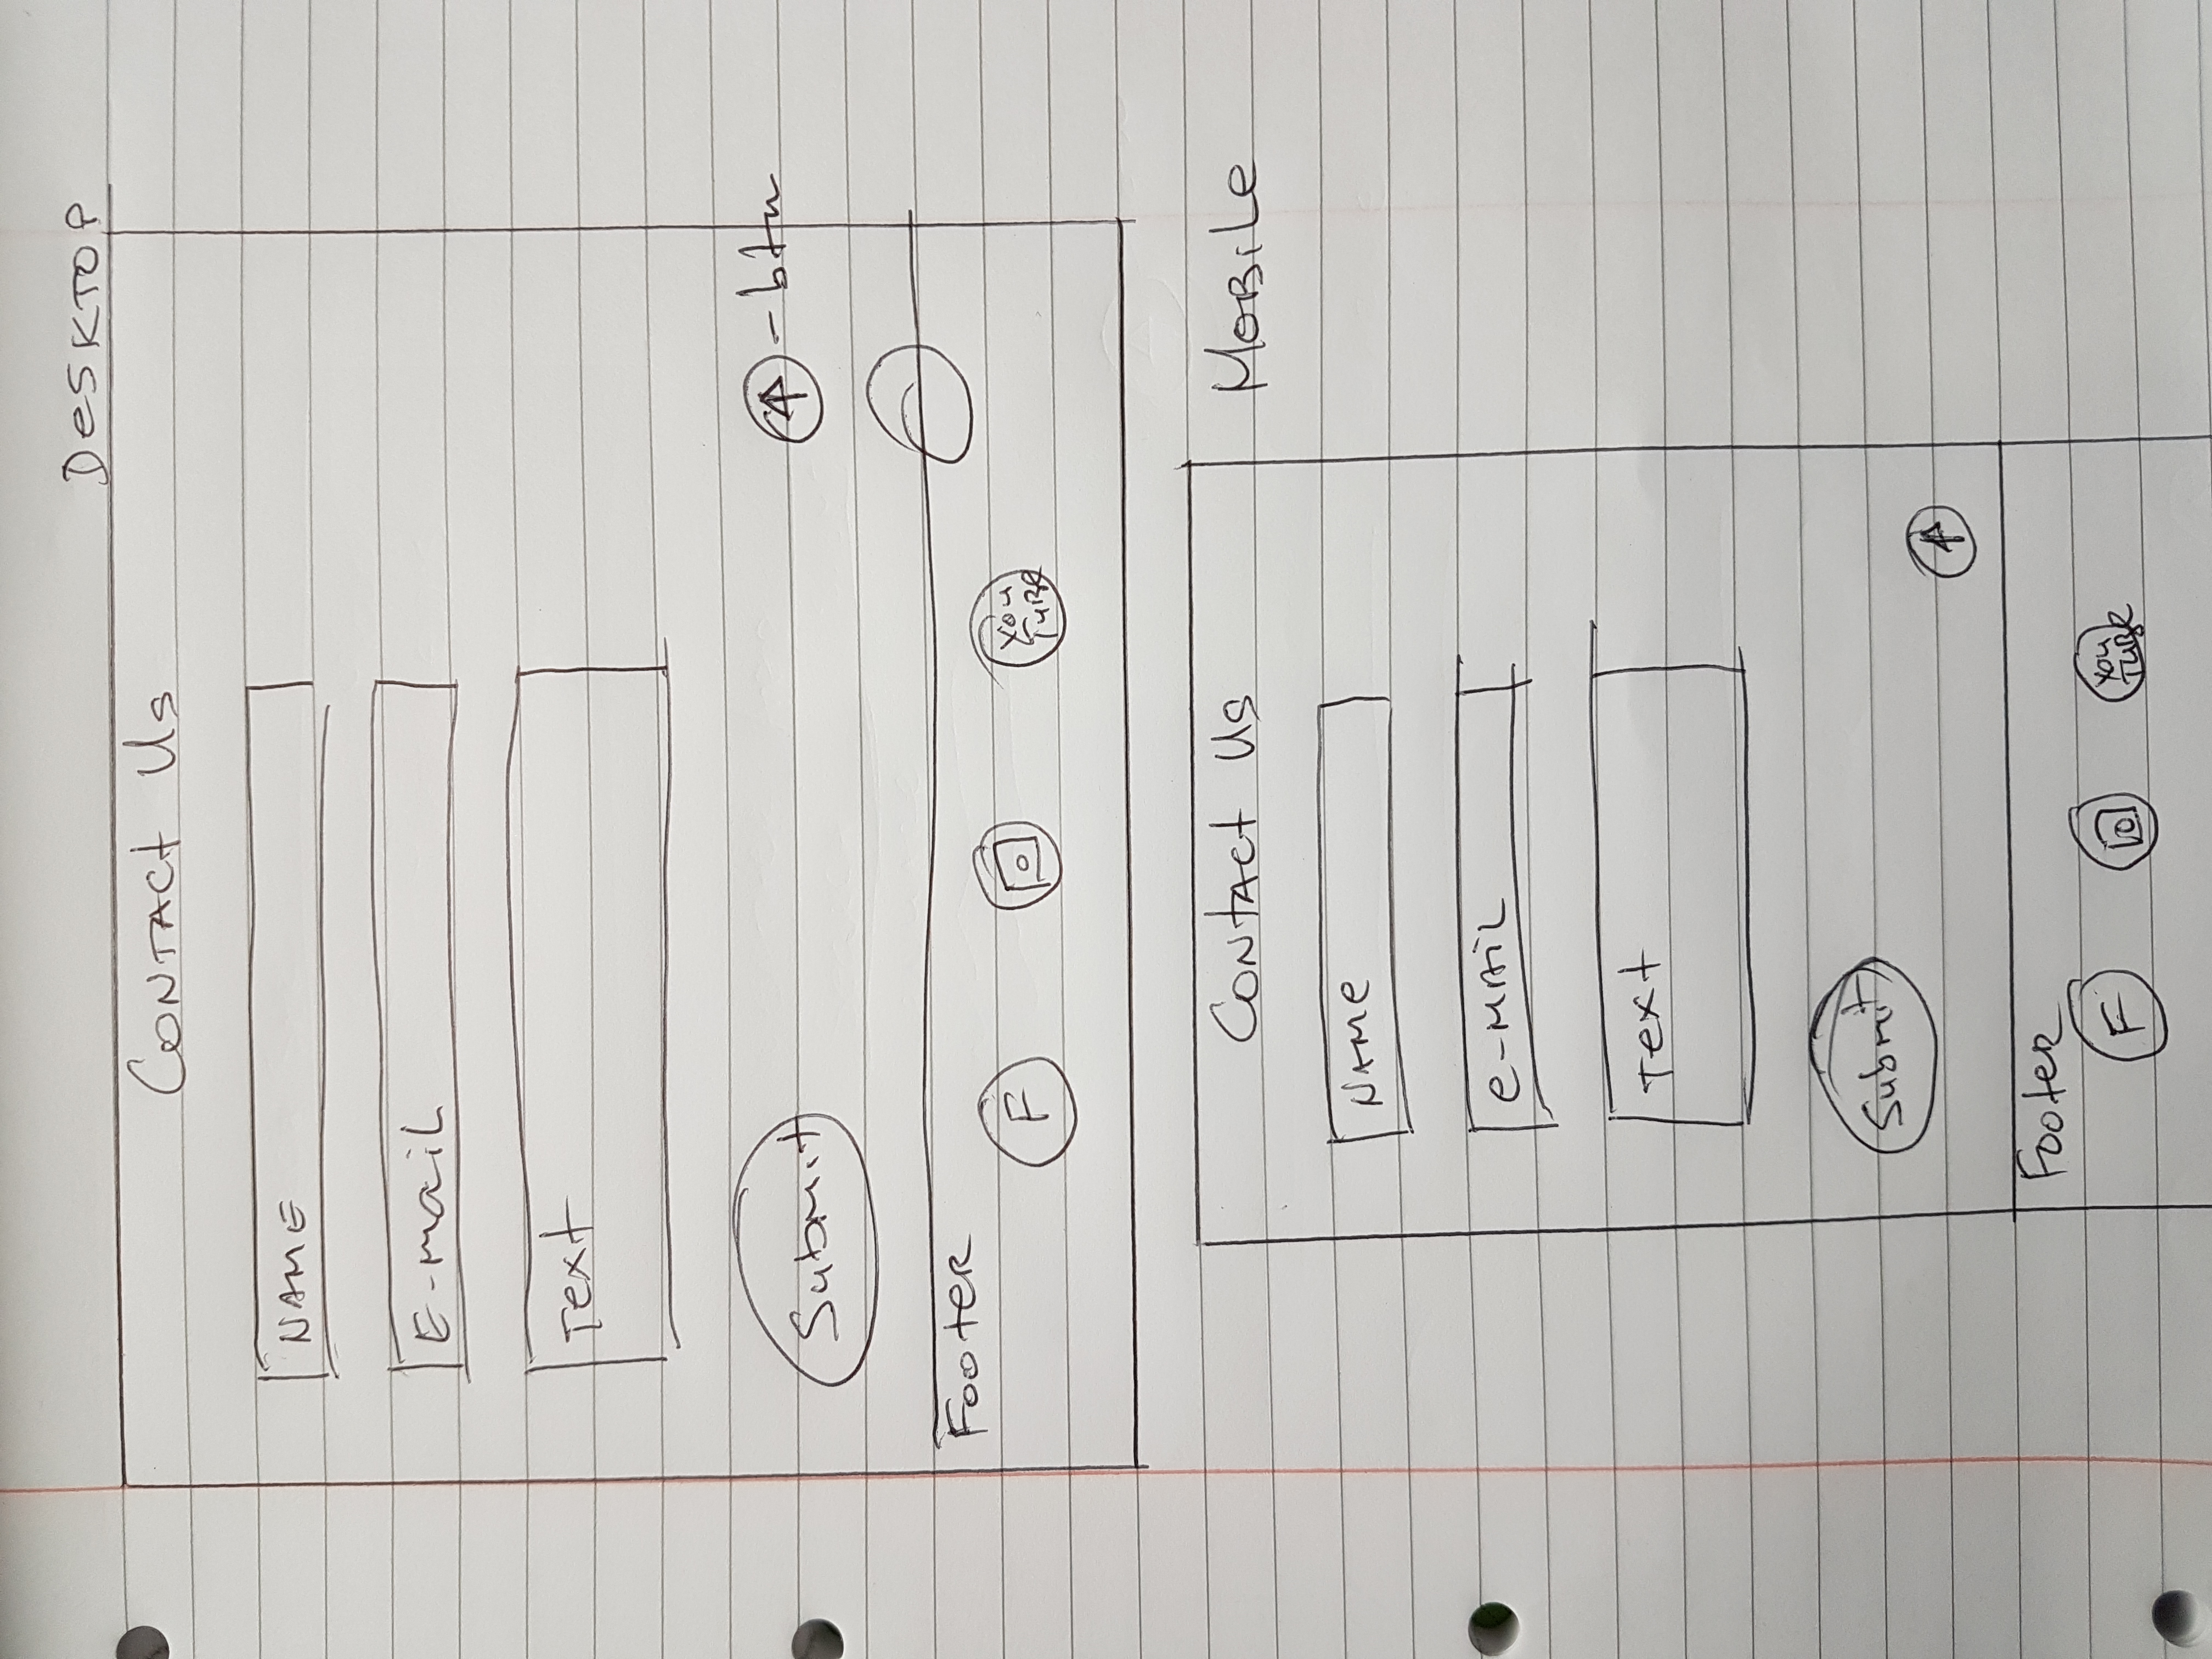 DeSKTOP
CONTACt Us
NAME
E-mail
Text
Submit
-btn
FooteR
F
You
TuBe
CoNtAct Us
MoBiLe
NAMe
e-MAiL
Text
Submit
FooteR
F
You
TuBe